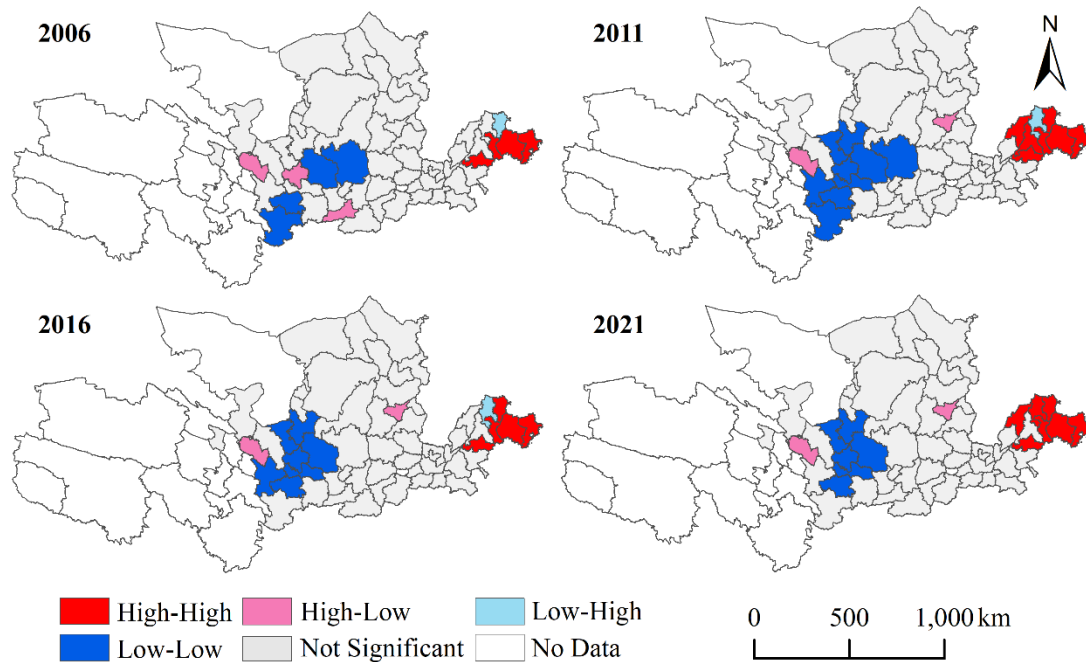 2006
2011
N
2016
2021
High-High
High-Low
Low-High
Low-Low
Not Significant
No Data
0 500 1,000 km